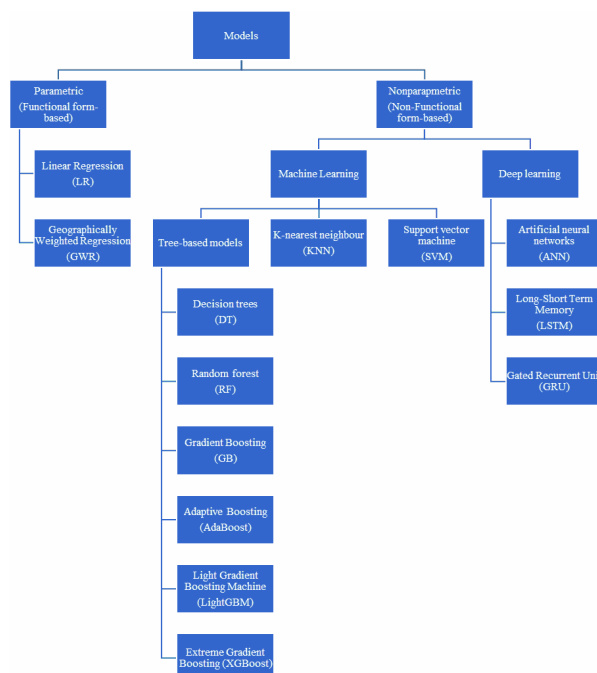 Models
Parametric
(Functional form-
based)
Nonparapmetric
(Non-Functional
form-based)
Linear Regression
(LR)
Machine Learning
Deep learning
Geographically
Weighted Regression
(GWR)
Tree-based models
K-nearest neighbour
(KNN)
Support vector
machine
(SVM)
Artificial neural
networks
(ANN)
Decision trees
(DT)
Long-Short Term
Memory
(LSTM)
Random forest
(RF)
Gated Recurrent Uni
(GRU)
Gradient Boosting
(GB)
Adaptive Boosting
(AdaBoost)
Light Gradient
Boosting Machine
(LightGBM)
Extreme Gradient
Boosting (XGBoost)